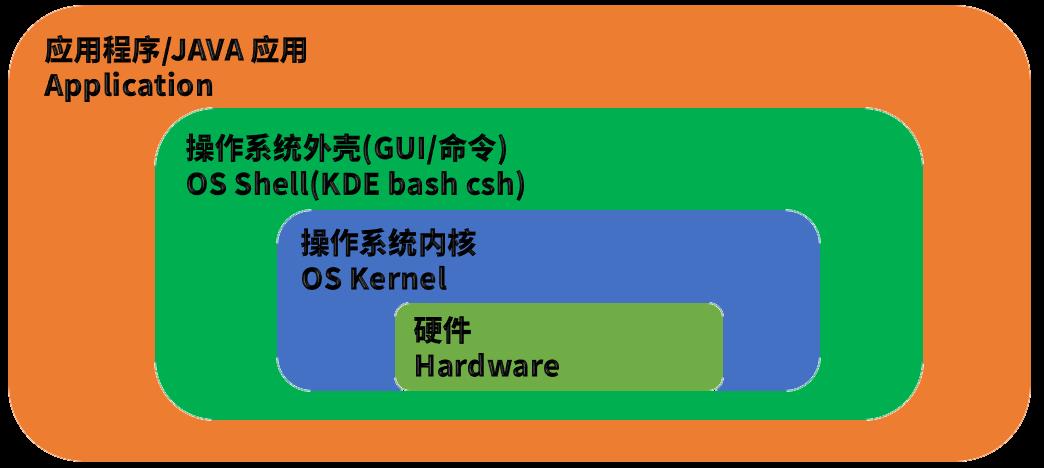 应用程序/JAVA 应用
Application
操作系统外壳(GUI/命令)
OS Shell(KDE bash csh)
操作系统内核
OS Kernel
硬件
Hardware